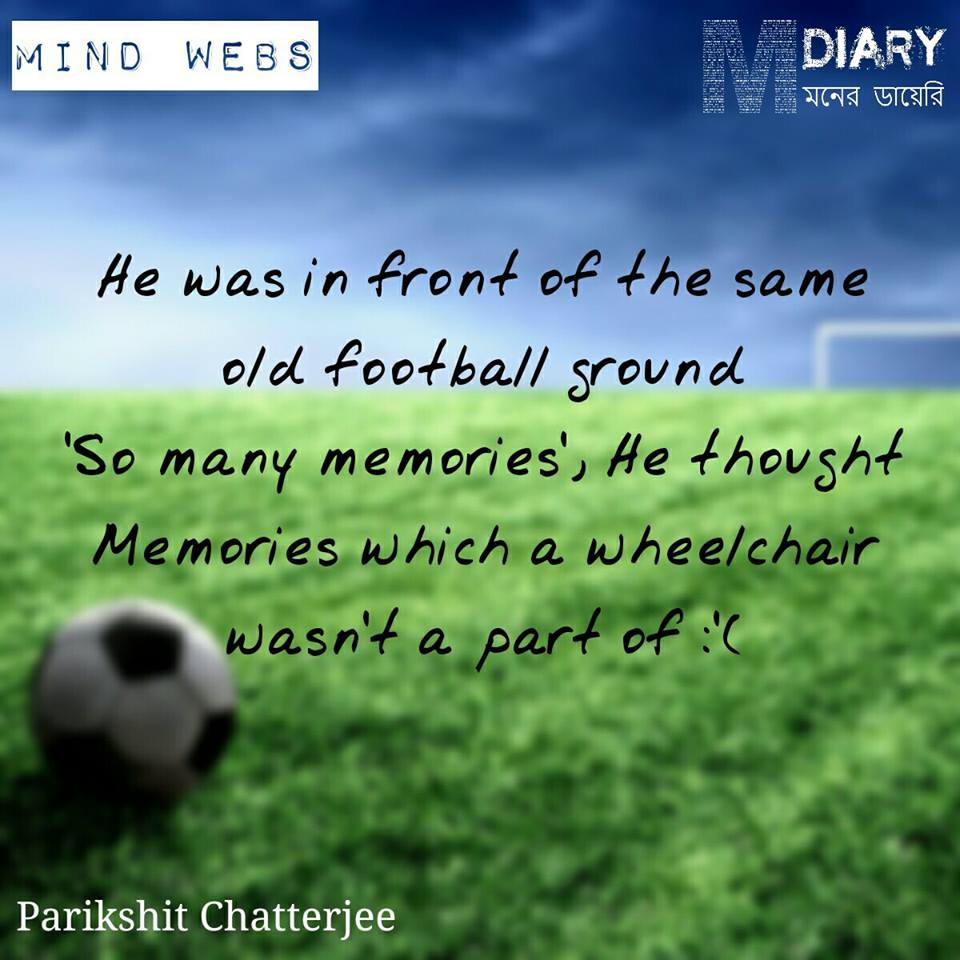 MIND WEBS
M DIARY
মনের ডায়েরি
He was in front of the same
old football ground
'So many memories', He thought
Memories which a wheelchair
wasn't a part of :'(
Parikshit Chatterjee